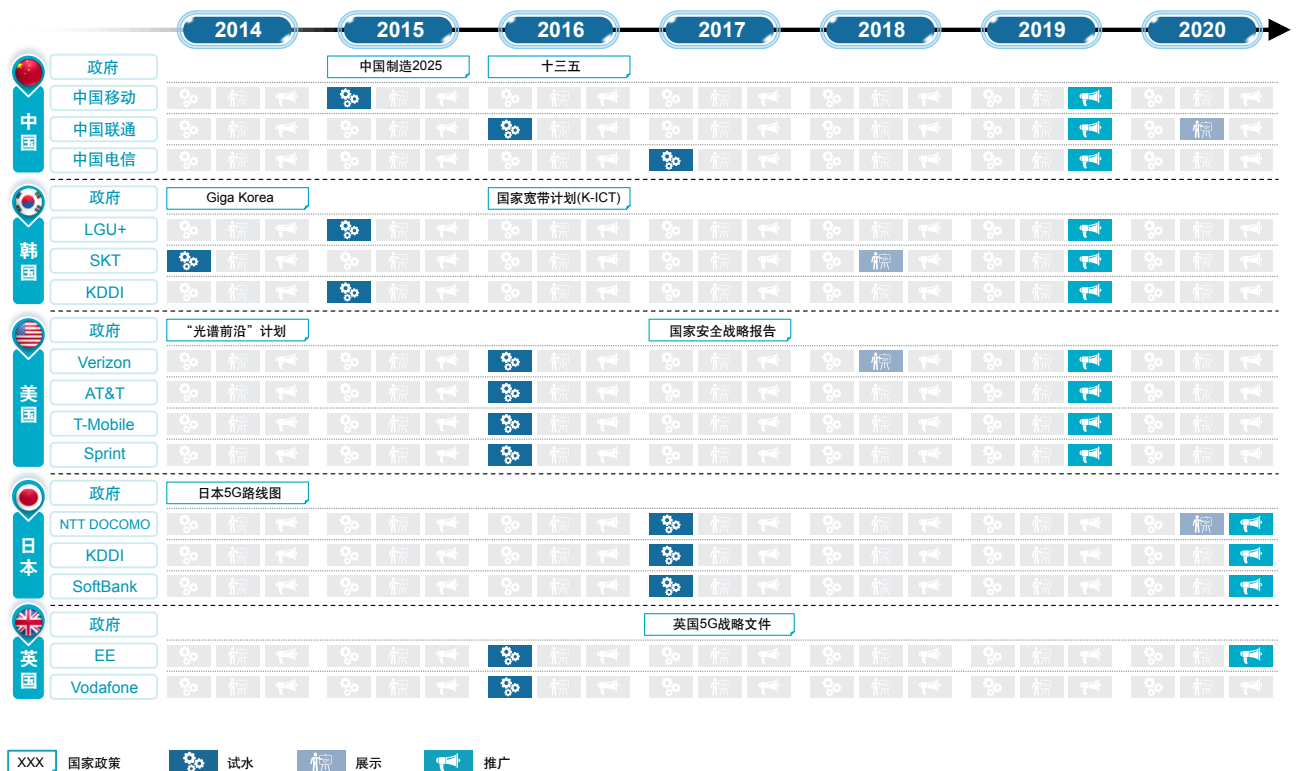 2014 2015 2016 2017 2018 2019 2020
中国
政府 中国制造2025 十三五
中国移动
中国联通
中国电信
韩国
政府 Giga Korea 国家宽带计划(K-ICT)
LGU+
SKT
KDDI
美国
政府 “光谱前沿”计划 国家安全战略报告
Verizon
AT&T
T-Mobile
Sprint
日本
政府 日本5G路线图
NTT DOCOMO
KDDI
SoftBank
英国
政府 英国5G战略文件
EE
Vodafone
XXX 国家政策 试水 展示 推广